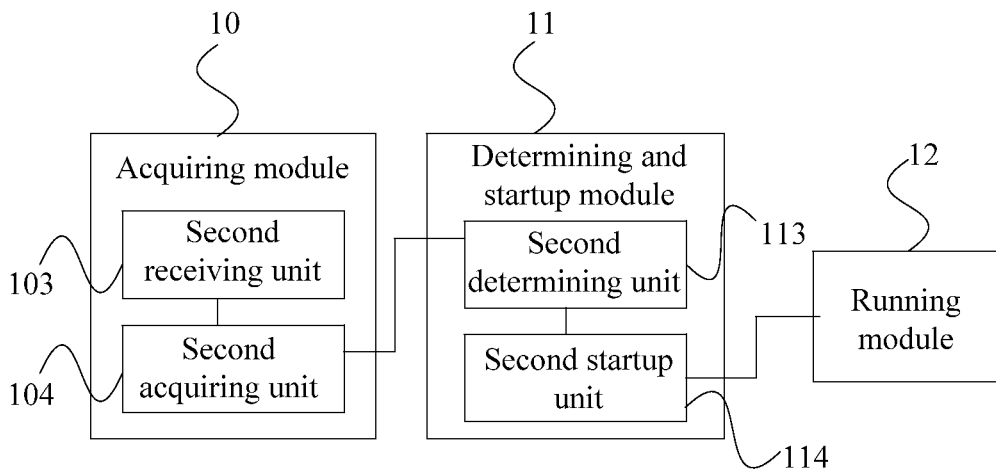 10
11
12
Acquiring module
Second
receiving unit
103
Second
acquiring unit
104
Determining and
startup module
Second
determining unit
113
Second startup
unit
114
Running
module